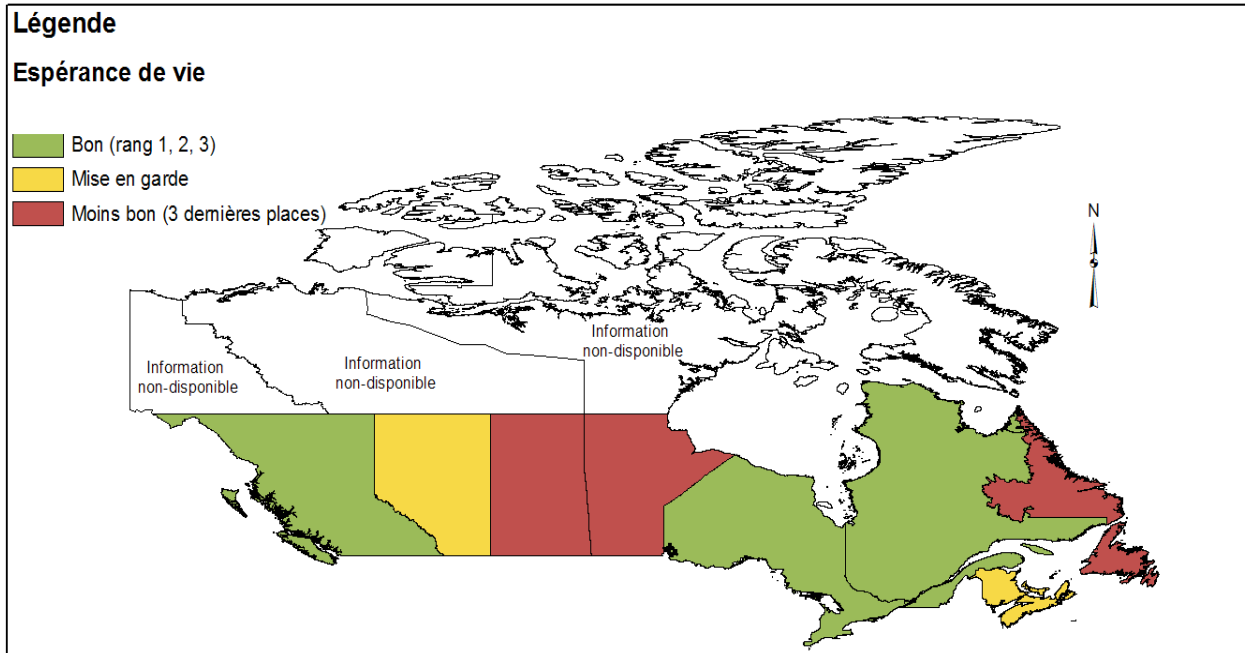 Légende
Espérance de vie
Bon (rang 1, 2, 3)
Mise en garde
Moins bon (3 dernières places)
N
Information
non-disponible
Information
non-disponible
Information
non-disponible